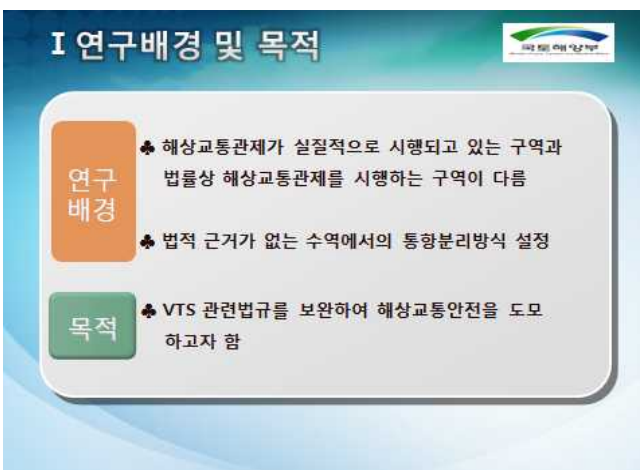 I 연구배경 및 목적
국토해양부
연구
배경
♣ 해상교통관제가 실질적으로 시행되고 있는 구역과
법률상 해상교통관제를 시행하는 구역이 다름
♣ 법적 근거가 없는 수역에서의 통항분리방식 설정
목적
♣ VTS 관련법규를 보완하여 해상교통안전을 도모
하고자 함